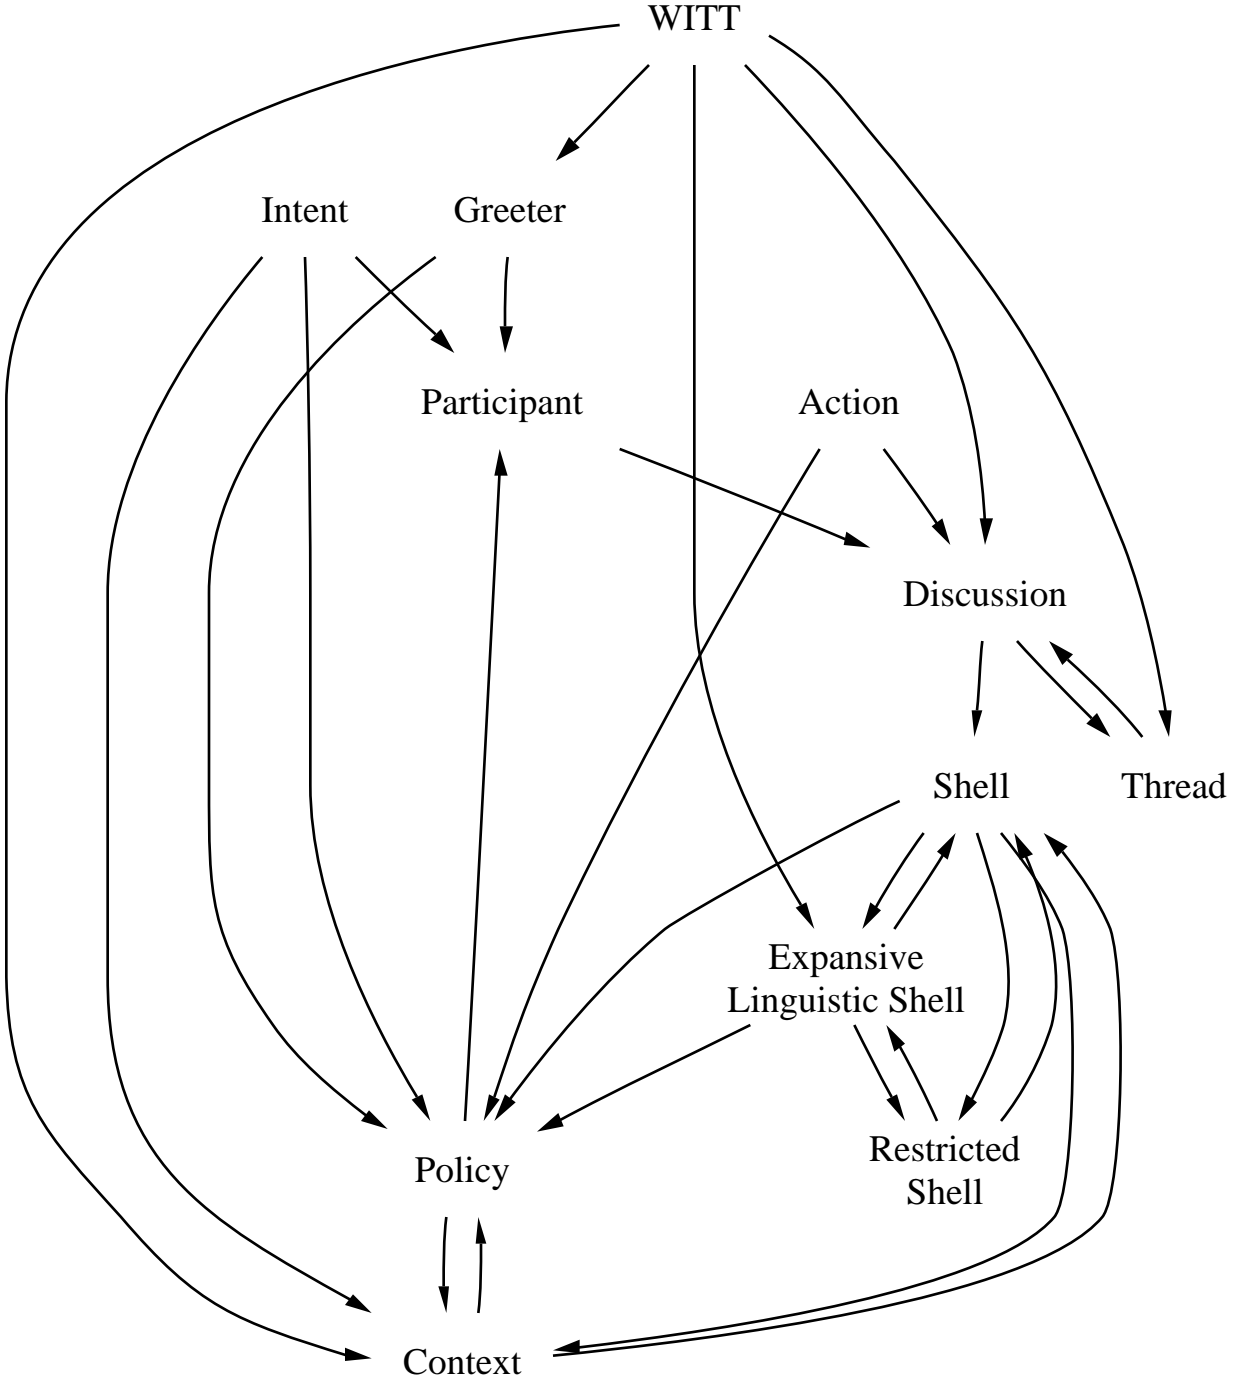 WITT
Intent
Greeter
Participant
Action
Discussion
Shell
Thread
Expansive
Linguistic Shell
Restricted
Shell
Policy
Context